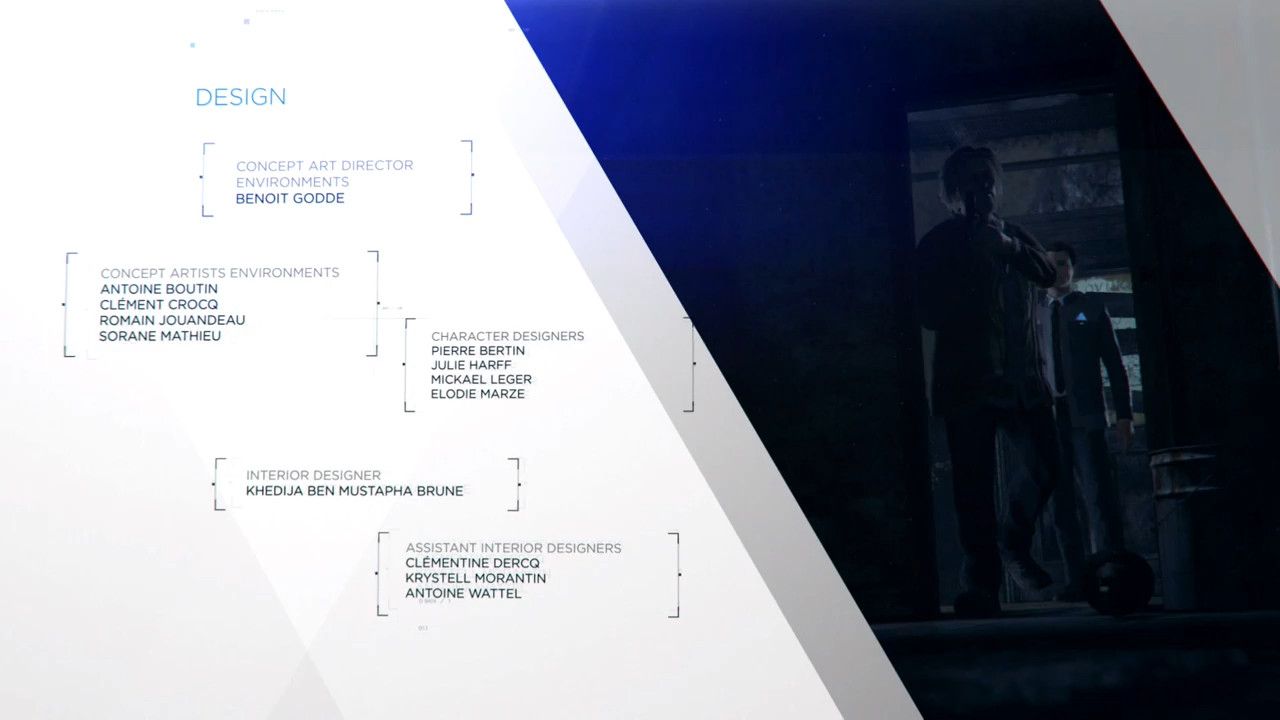 DESIGN
CONCEPT ART DIRECTOR
ENVIRONMENTS
BENOIT GODDE
CONCEPT ARTISTS ENVIRONMENTS
ANTOINE BOUTIN
CLÉMENT CROCQ
ROMAIN JOUANDEAU
SORANE MATHIEU
CHARACTER DESIGNERS
PIERRE BERTIN
JULIE HARFF
MICKAEL LEGER
ELODIE MARZE
INTERIOR DESIGNER
KHEDIJA BEN MUSTAPHA BRUNE
ASSISTANT INTERIOR DESIGNERS
CLÉMENTINE DERCQ
KRYSTELL MORANTIN
ANTOINE WATTEL